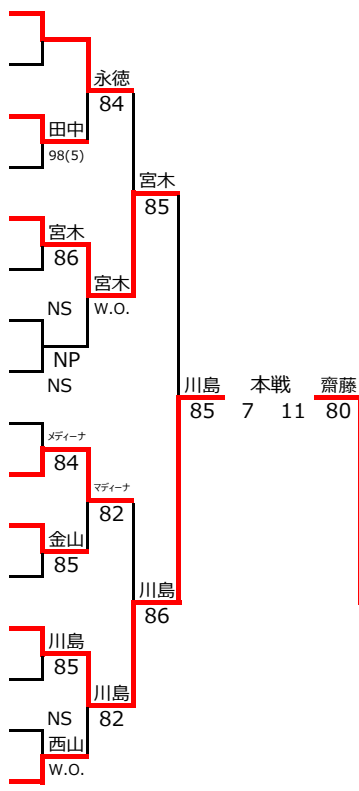 永徳
84
田中
98(5)
宮木
85
宮木
86
宮木
W.O.
NS
NP
NS
川島 本戦 齋藤
85 7 11 80
メディーナ
84
マディーナ
82
金山
85
川島
86
川島
85
川島
82
NS
西山
W.O.